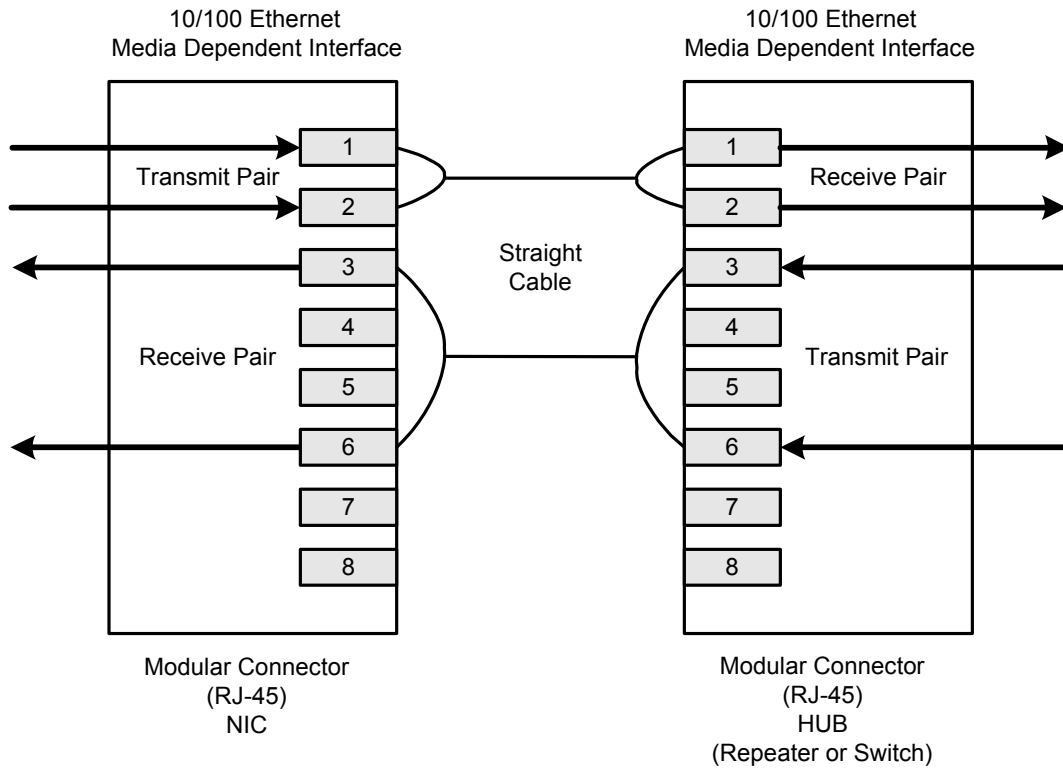 10/100 Ethernet
Media Dependent Interface
10/100 Ethernet
Media Dependent Interface
1
Transmit Pair
2
3
4
Receive Pair
5
6
7
8
Straight
Cable
1
Receive Pair
2
3
4
Transmit Pair
5
6
7
8
Modular Connector
(RJ-45)
NIC
Modular Connector
(RJ-45)
HUB
(Repeater or Switch)